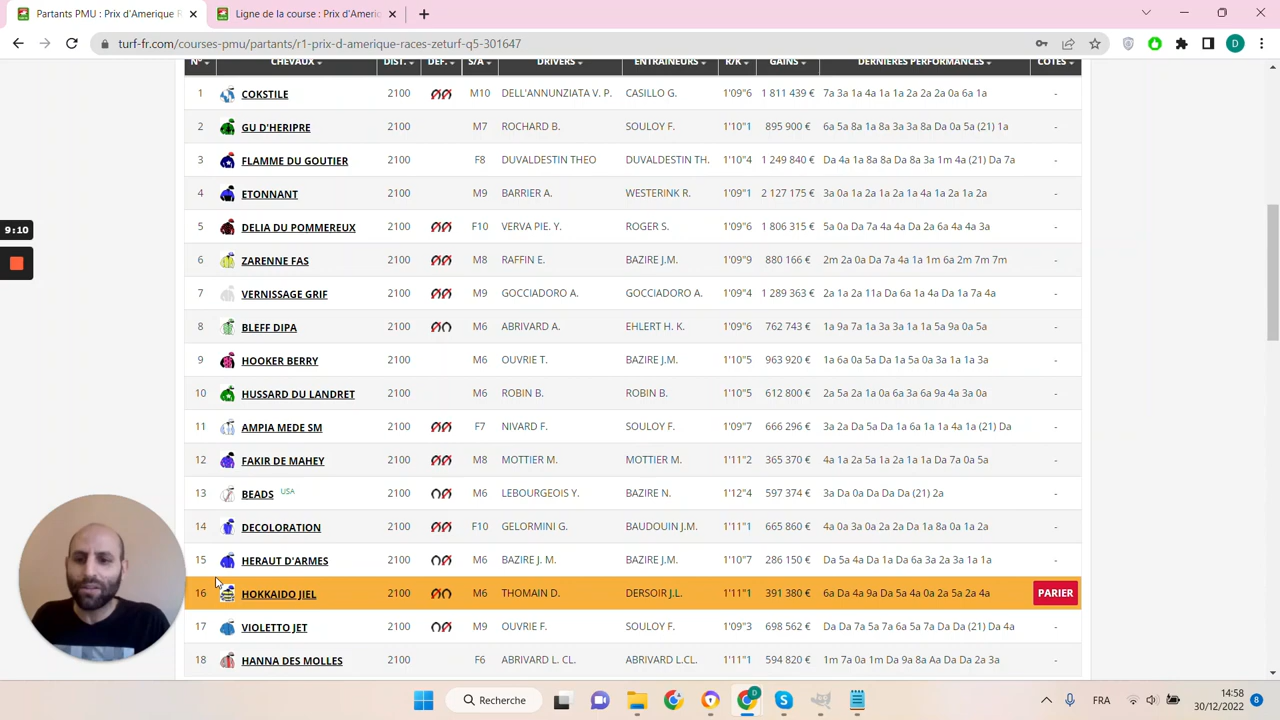 Partants PMU : Prix d'Amerique R
Ligne de la course : Prix d'Ameri
turf-fr.com/courses-pmu/partants/r1-prix-d-amerique-races-zeturf-q5-301647
D
N° CHEVAUX DIST. DEF. S/A DRIVERS ENTRAINEURS R/K GAINS DERNIÈRES PERFORMANCES COTES
1 COKSTILE 2100 M10 DELL'ANNUNZIATA V. P. CASILLO G. 1'09"6 1 811 439 € 7a 3a 1a 4a 1a 1a 2a 2a 2a 0a 6a 1a -
2 GU D'HERIPRE 2100 M7 ROCHARD B. SOULOY F. 1'10"1 895 900 € 6a 5a 8a 1a 8a 3a 3a 8a Da 0a 5a (21) 1a -
3 FLAMME DU GOUTIER 2100 F8 DUVALDESTIN THEO DUVALDESTIN TH. 1'10"4 1 249 840 € Da 4a 1a 8a 8a Da 8a 3a 1m 4a (21) Da 7a -
4 ETONNANT 2100 M9 BARRIER A. WESTERINK R. 1'09"1 2 127 175 € 3a 0a 1a 2a 1a 2a 1a 4a 1a 2a 1a 2a -
5 DELIA DU POMMEREUX 2100 F10 VERVA PIE. Y. ROGER S. 1'09"6 1 806 315 € 5a 0a Da 7a 4a 4a Da 2a 6a 4a 4a 3a -
6 ZARENNE FAS 2100 M8 RAFFIN E. BAZIRE J.M. 1'09"9 880 166 € 2m 2a 0a Da 7a 4a 1a 1m 6a 2m 7m 7m -
7 VERNISSAGE GRIF 2100 M9 GOCCIADORO A. GOCCIADORO A. 1'09"4 1 289 363 € 2a 1a 2a 11a Da 6a 1a 4a Da 1a 7a 4a -
8 BLEFF DIPA 2100 M6 ABRIVARD A. EHLERT H. K. 1'09"6 762 743 € 1a 9a 7a 1a 3a 3a 1a 1a 5a 9a 0a 5a -
9 HOOKER BERRY 2100 M6 OUVRIE T. BAZIRE J.M. 1'10"5 963 920 € 1a 6a 0a 5a Da 1a 5a 0a 3a 1a 1a 3a -
10 HUSSARD DU LANDRET 2100 M6 ROBIN B. ROBIN B. 1'10"5 612 800 € 2a 5a 2a 1a 0a 6a 3a 6a 9a 4a 3a 0a -
11 AMPIA MEDE SM 2100 F7 NIVARD F. SOULOY F. 1'09"7 666 296 € 3a 2a Da 5a Da 1a 6a 1a 1a 4a 1a (21) Da -
12 FAKIR DE MAHEY 2100 M8 MOTTIER M. MOTTIER M. 1'11"2 365 370 € 4a 1a 2a 5a 1a 2a 1a 1a Da 7a 0a 5a -
13 BEADS USA 2100 M6 LEBOURGEOIS Y. BAZIRE N. 1'12"4 597 374 € 3a Da 0a Da Da Da (21) 2a -
14 DECOLORATION 2100 F10 GELORMINI G. BAUDOUIN J.M. 1'11"1 665 860 € 4a 0a 3a 0a 2a 2a Da 1a 8a 0a 1a 2a -
15 HERAUT D'ARMES 2100 M6 BAZIRE J. M. BAZIRE J.M. 1'10"7 286 150 € Da 5a 4a Da 1a Da 6a 3a 2a 3a 1a 1a -
16 HOKKAIDO JIEL 2100 M6 THOMAIN D. DERSOIR J.L. 1'11"1 391 380 € 6a Da 4a 9a Da 5a 4a 0a 2a 5a 2a 4a PARIER
17 VIOLETTO JET 2100 M9 OUVRIE F. SOULOY F. 1'09"3 698 562 € Da Da 7a 5a 7a 6a 5a 7a Da Da (21) Da 4a -
18 HANNA DES MOLLES 2100 F6 ABRIVARD L. CL. ABRIVARD L.CL. 1'11"1 594 820 € 1m 7a 0a 1m Da 9a 8a Aa Da Da 2a 3a -
9:10
Recherche
FRA
14:58
30/12/2022
8